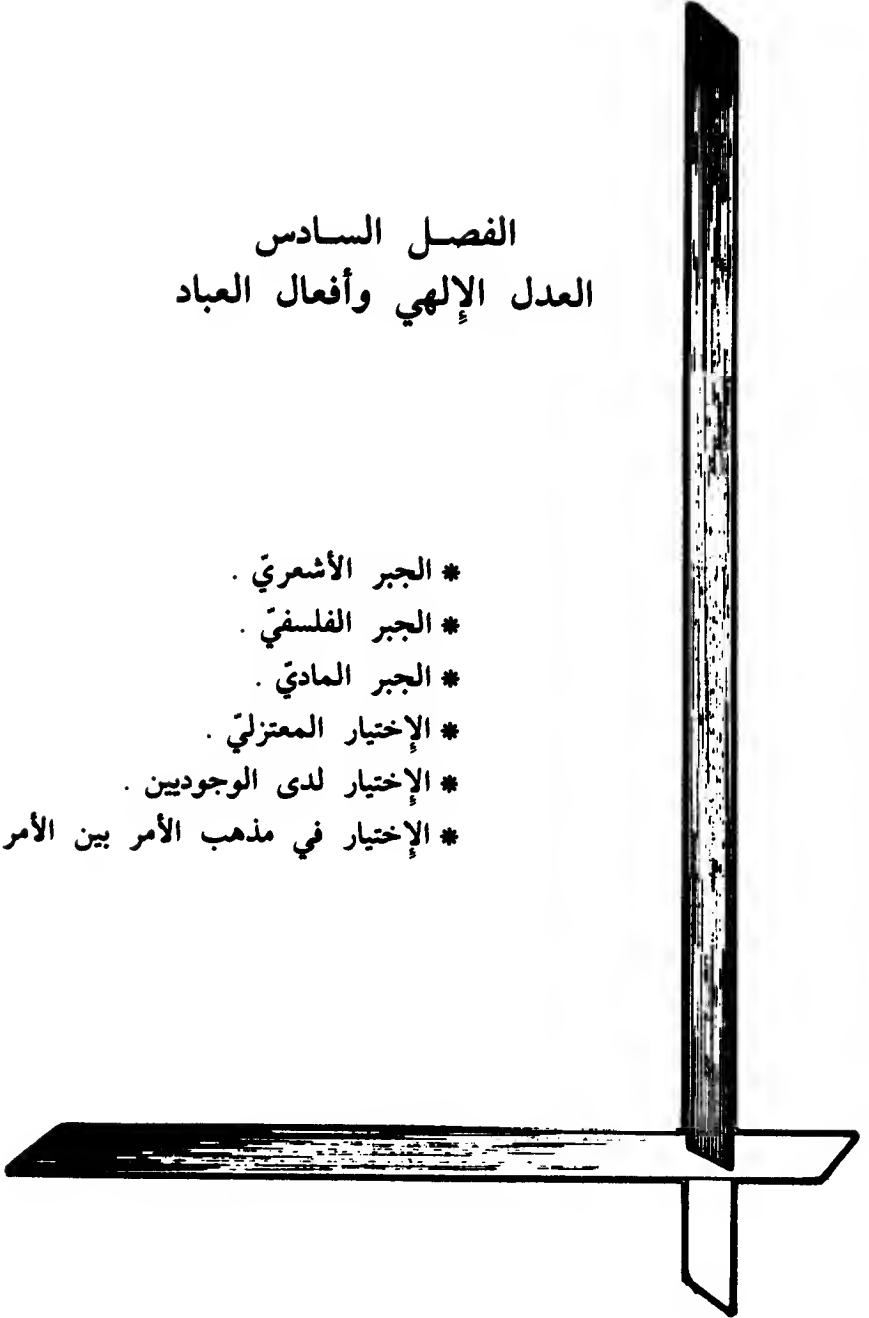 الفصل السادس
العدل الإلهي وأفعال العباد
* الجبر الأشعريّ .
* الجبر الفلسفيّ .
* الجبر الماديّ .
* الإختيار المعتزليّ .
* الإختيار لدى الوجوديين .
* الإختيار في مذهب الأمر بين الأمر